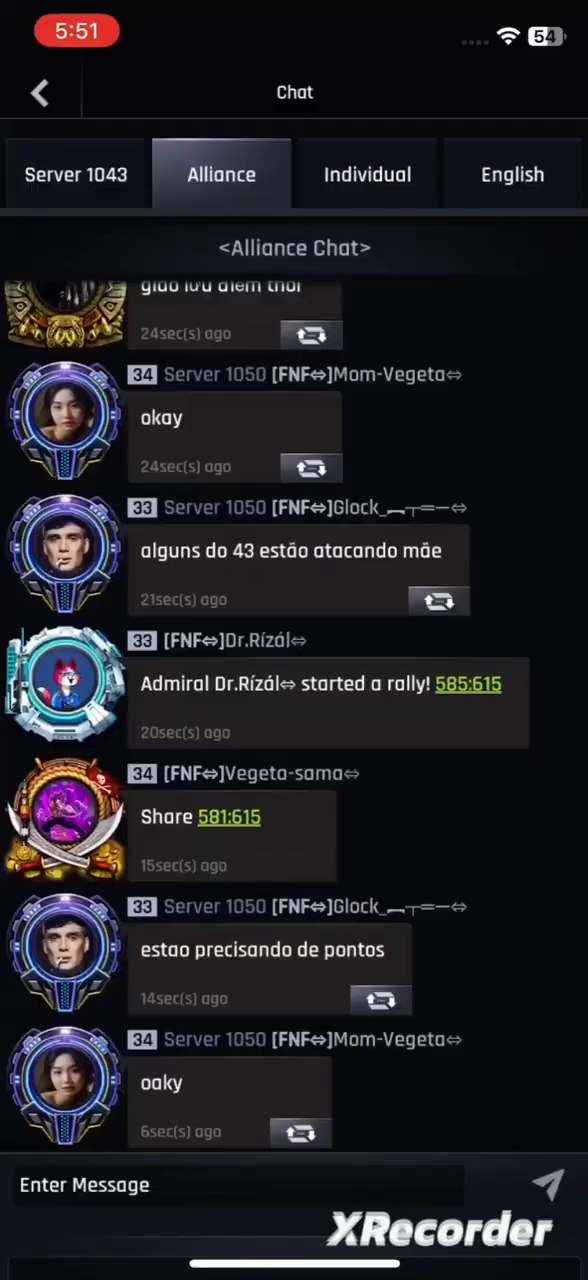 5:51
54
Chat
Server 1043
Alliance
Individual
English
<Alliance Chat>
24sec(s) ago
34 Server 1050 [FNF⇔]Mom-Vegeta⇔
okay
24sec(s) ago
33 Server 1050 [FNF⇔]Glock_︻┬═─⇔
alguns do 43 estão atacando mãe
21sec(s) ago
33 [FNF⇔]Dr.Rízál⇔
Admiral Dr.Rízál⇔ started a rally! 585:615
20sec(s) ago
34 [FNF⇔]Vegeta-sama⇔
Share 581:615
15sec(s) ago
33 Server 1050 [FNF⇔]Glock_︻┬═─⇔
estao precisando de pontos
14sec(s) ago
34 Server 1050 [FNF⇔]Mom-Vegeta⇔
oaky
6sec(s) ago
Enter Message
XRecorder